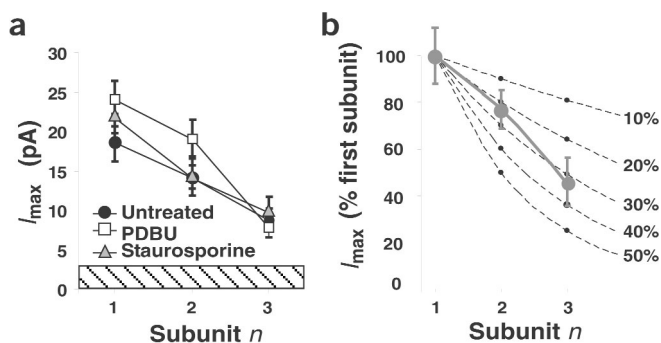 a
30
25
20
15
10
5
0
Imax (pA)
Untreated
PDBU
Staurosporine
1 2 3
Subunit n
b
100
80
60
40
20
0
Imax (% first subunit)
10%
20%
30%
40%
50%
1 2 3
Subunit n